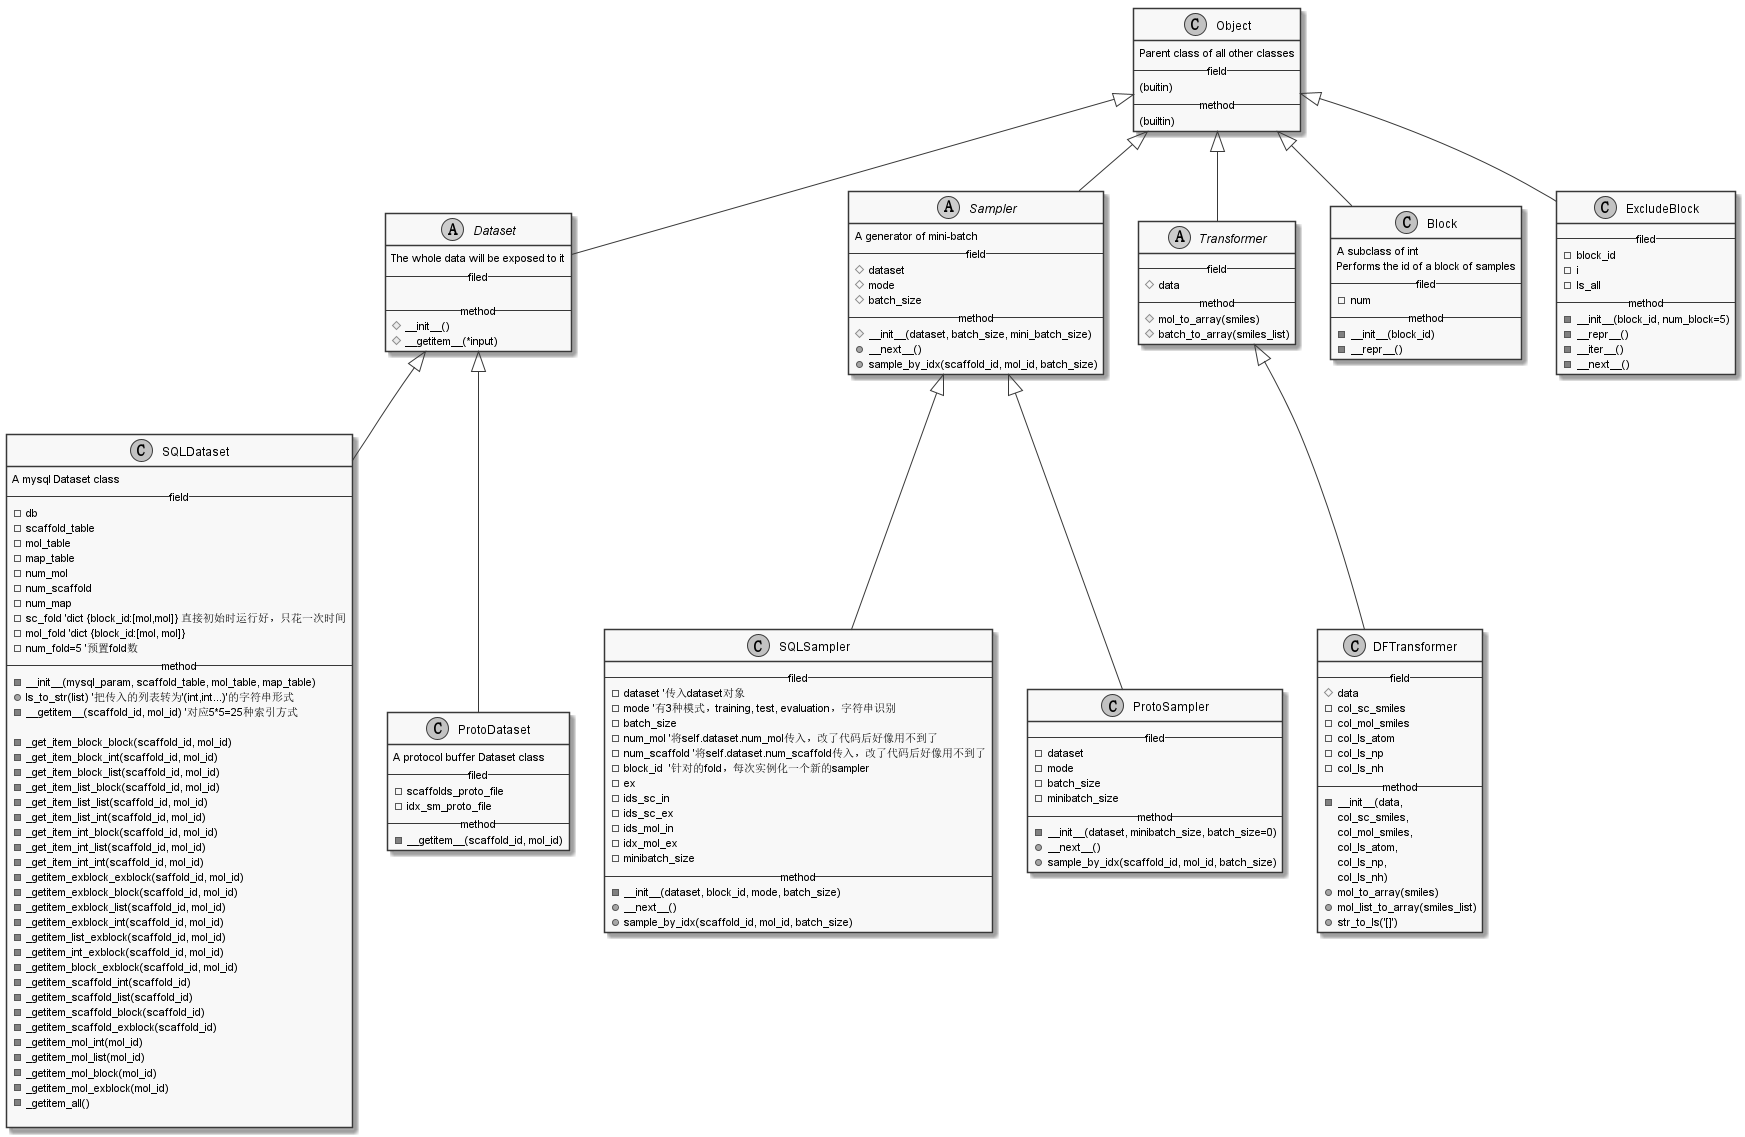 C Object
Parent class of all other classes
field
(buitin)
method
(builtin)
A Dataset
The whole data will be exposed to it
filed
method
__init__()
__getitem__(*input)
A Sampler
A generator of mini-batch
field
dataset
mode
batch_size
method
__init__(dataset, batch_size, mini_batch_size)
__next__()
sample_by_idx(scaffold_id, mol_id, batch_size)
A Transformer
field
data
method
mol_to_array(smiles)
batch_to_array(smiles_list)
C Block
A subclass of int
Performs the id of a block of samples
filed
num
method
__init__(block_id)
__repr__()
C ExcludeBlock
filed
block_id
i
ls_all
method
__init__(block_id, num_block=5)
__repr__()
__iter__()
__next__()
C SQLDataset
A mysql Dataset class
field
db
scaffold_table
mol_table
map_table
num_mol
num_scaffold
num_map
sc_fold 'dict {block_id:[mol,mol]} 直接初始时运行好，只花一次时间
mol_fold 'dict {block_id:[mol, mol]}
num_fold=5 '预置fold数
method
__init__(mysql_param, scaffold_table, mol_table, map_table)
ls_to_str(list) '把传入的列表转为'(int,int...)'的字符串形式
__getitem__(scaffold_id, mol_id) '对应5*5=25种索引方式
_get_item_block_block(scaffold_id, mol_id)
_get_item_block_int(scaffold_id, mol_id)
_get_item_block_list(scaffold_id, mol_id)
_get_item_list_block(scaffold_id, mol_id)
_get_item_list_list(scaffold_id, mol_id)
_get_item_list_int(scaffold_id, mol_id)
_get_item_int_block(scaffold_id, mol_id)
_get_item_int_list(scaffold_id, mol_id)
_get_item_int_int(scaffold_id, mol_id)
_getitem_exblock_exblock(saffold_id, mol_id)
_getitem_exblock_block(scaffold_id, mol_id)
_getitem_exblock_list(scaffold_id, mol_id)
_getitem_exblock_int(scaffold_id, mol_id)
_getitem_list_exblock(scaffold_id, mol_id)
_getitem_int_exblock(scaffold_id, mol_id)
_getitem_block_exblock(scaffold_id, mol_id)
_getitem_scaffold_int(scaffold_id)
_getitem_scaffold_list(scaffold_id)
_getitem_scaffold_block(scaffold_id)
_getitem_scaffold_exblock(scaffold_id)
_getitem_mol_int(mol_id)
_getitem_mol_list(mol_id)
_getitem_mol_block(mol_id)
_getitem_mol_exblock(mol_id)
_getitem_all()
C ProtoDataset
A protocol buffer Dataset class
filed
scaffolds_proto_file
idx_sm_proto_file
method
__getitem__(scaffold_id, mol_id)
C SQLSampler
filed
dataset '传入dataset对象
mode '有3种模式，training, test, evaluation，字符串识别
batch_size
num_mol '将self.dataset.num_mol传入，改了代码后好像用不到了
num_scaffold '将self.dataset.num_scaffold传入，改了代码后好像用不到了
block_id '针对的fold，每次实例化一个新的sampler
ex
ids_sc_in
ids_sc_ex
ids_mol_in
idx_mol_ex
minibatch_size
method
__init__(dataset, block_id, mode, batch_size)
__next__()
sample_by_idx(scaffold_id, mol_id, batch_size)
C ProtoSampler
filed
dataset
mode
batch_size
minibatch_size
method
__init__(dataset, minibatch_size, batch_size=0)
__next__()
sample_by_idx(scaffold_id, mol_id, batch_size)
C DFTransformer
field
data
col_sc_smiles
col_mol_smiles
col_ls_atom
col_ls_np
col_ls_nh
method
__init__(data,
col_sc_smiles,
col_mol_smiles,
col_ls_atom,
col_ls_np,
col_ls_nh)
mol_to_array(smiles)
mol_list_to_array(smiles_list)
str_to_ls('[]')